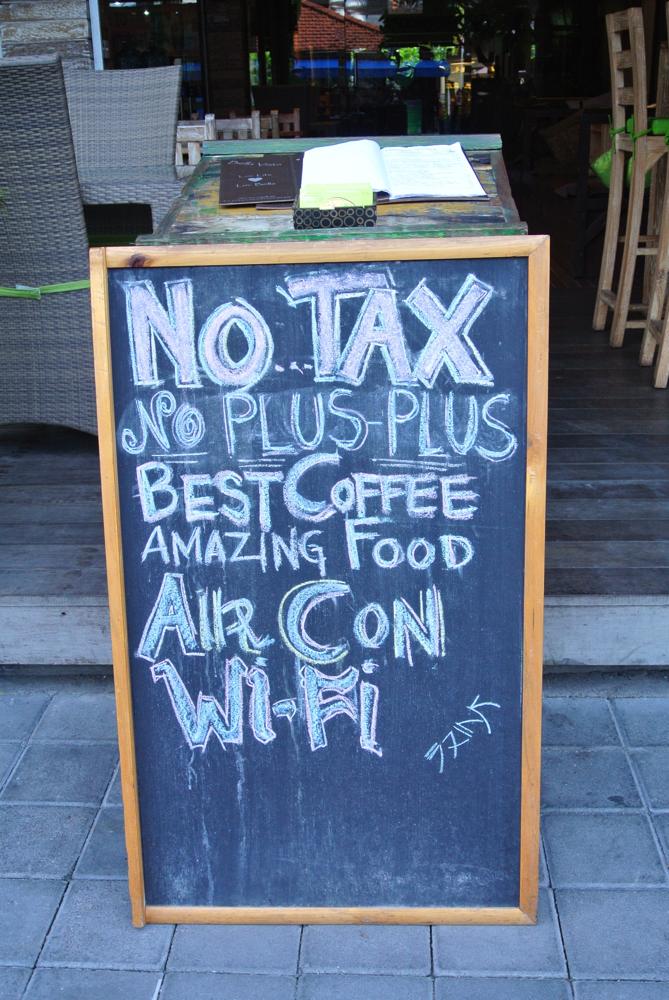 NO TAX
NO PLUS-PLUS
BEST COFFEE
AMAZING FOOD
AIR CON
Wi-Fi